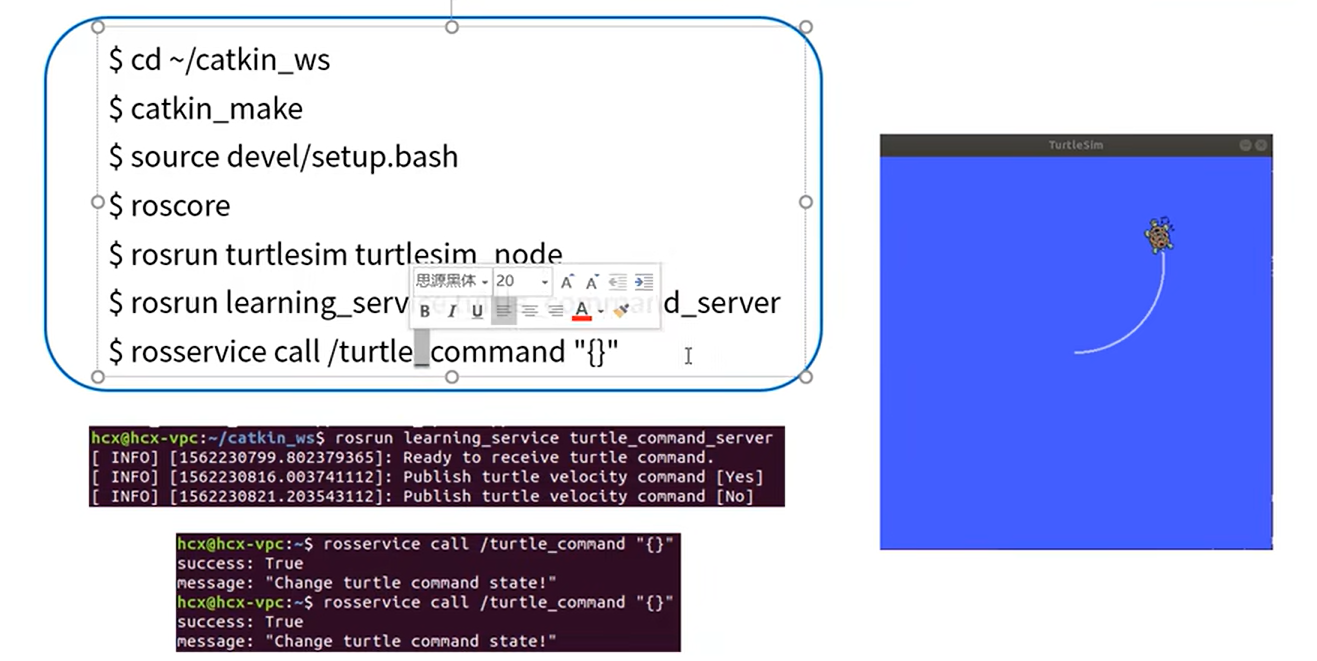 $ cd ~/catkin_ws
$ catkin_make
$ source devel/setup.bash
$ roscore
$ rosrun turtlesim turtlesim_node
思源黑体 20
B I U A
$ rosrun learning_service turtle_command_server
$ rosservice call /turtle_command "{}"
TurtleSim
hcx@hcx-vpc:~/catkin_ws$ rosrun learning_service turtle_command_server
[ INFO] [1562230799.802379365]: Ready to receive turtle command.
[ INFO] [1562230816.003741112]: Publish turtle velocity command [Yes]
[ INFO] [1562230821.203543112]: Publish turtle velocity command [No]
hcx@hcx-vpc:~$ rosservice call /turtle_command "{}"
success: True
message: "Change turtle command state!"
hcx@hcx-vpc:~$ rosservice call /turtle_command "{}"
success: True
message: "Change turtle command state!"